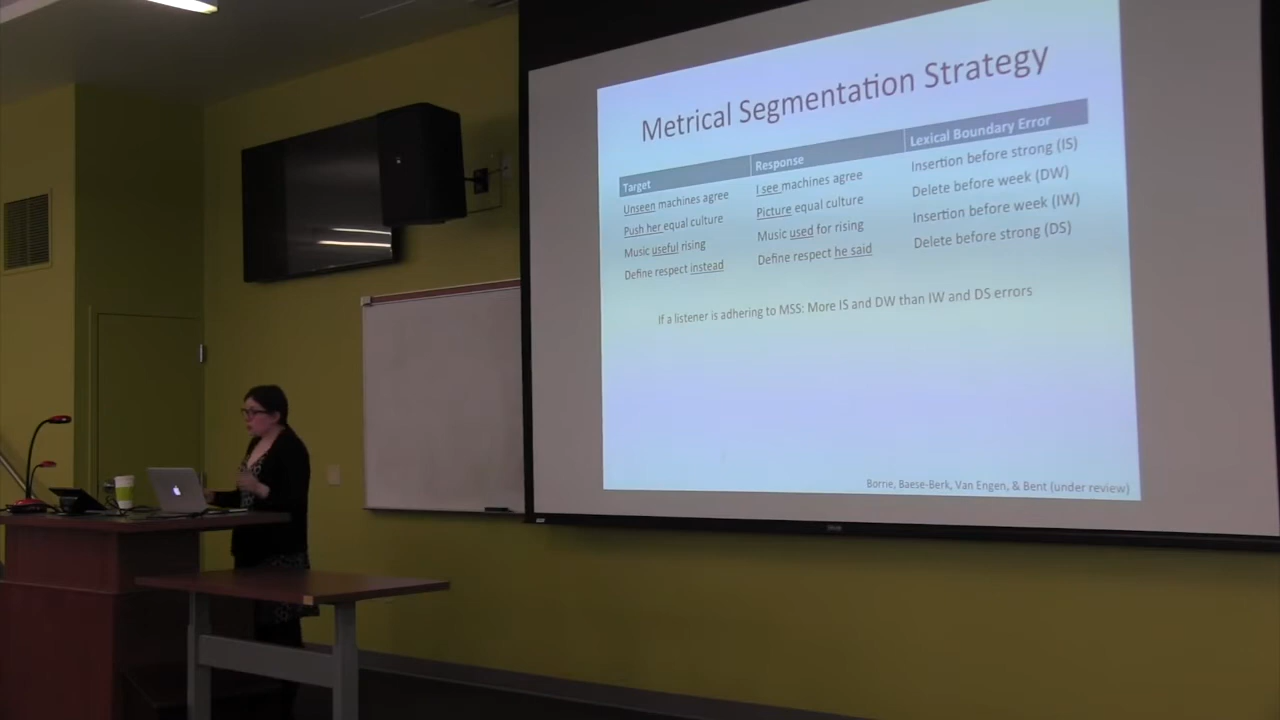 Metrical Segmentation Strategy
Target Response Lexical Boundary Error
Unseen machines agree I see machines agree Insertion before strong (IS)
Push her equal culture Picture equal culture Delete before week (DW)
Music useful rising Music used for rising Insertion before week (IW)
Define respect instead Define respect he said Delete before strong (DS)
If a listener is adhering to MSS: More IS and DW than IW and DS errors
Borne, Baese-Berk, Van Engen, & Bent (under review)